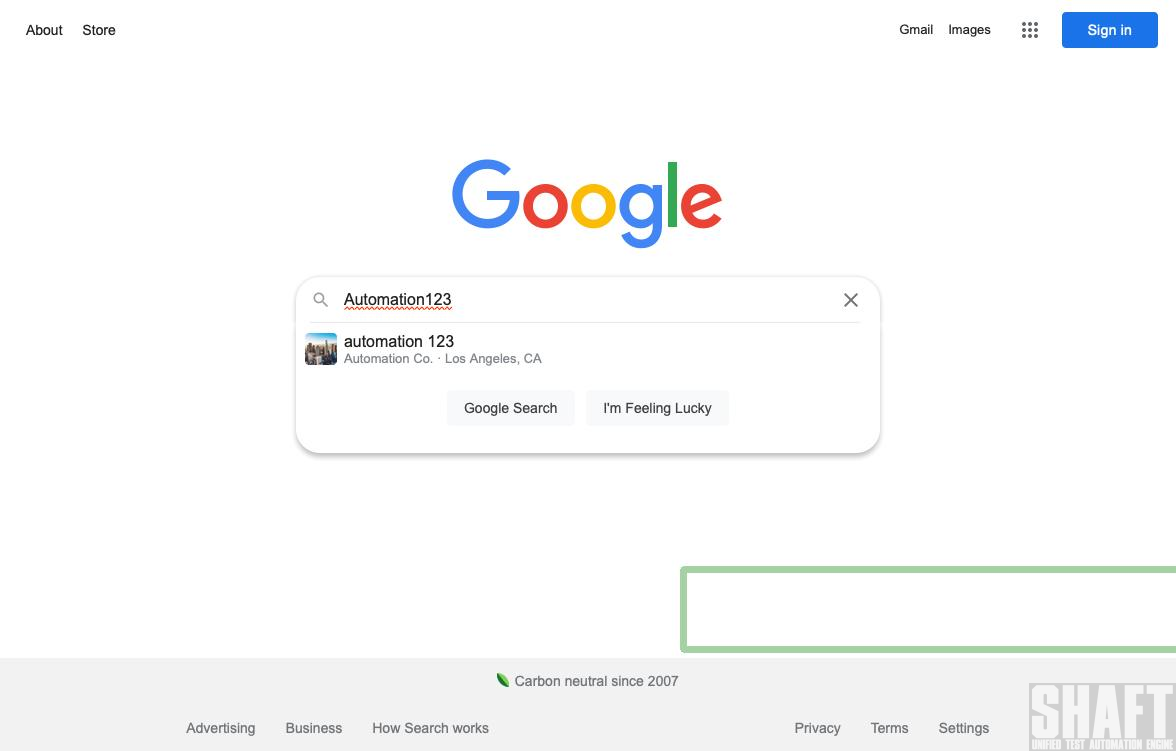 About Store Gmail Images Sign in
Google
Automation123
automation 123
Automation Co. · Los Angeles, CA
Google Search I'm Feeling Lucky
Carbon neutral since 2007
Advertising Business How Search works Privacy Terms Settings
SHAFT
UNIFIED TEST AUTOMATION ENGINE